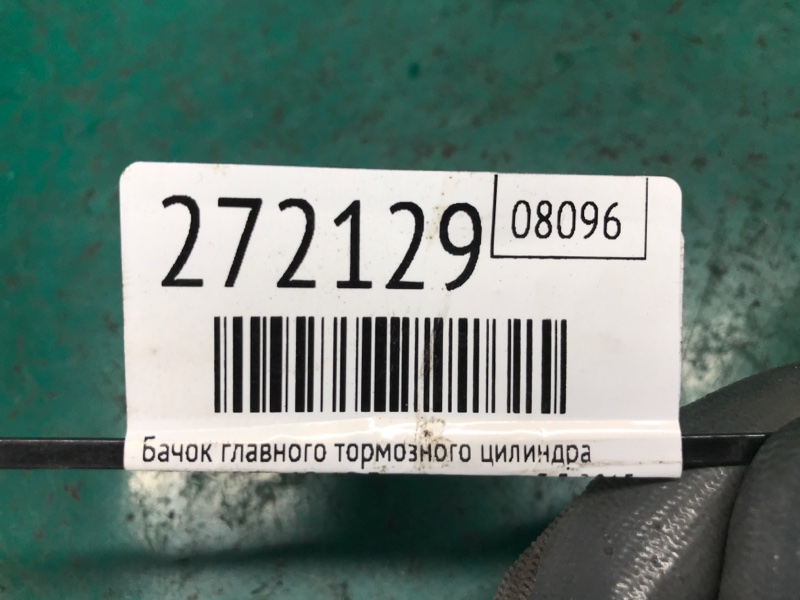 272129
08096
Бачок главного тормозного цилиндра